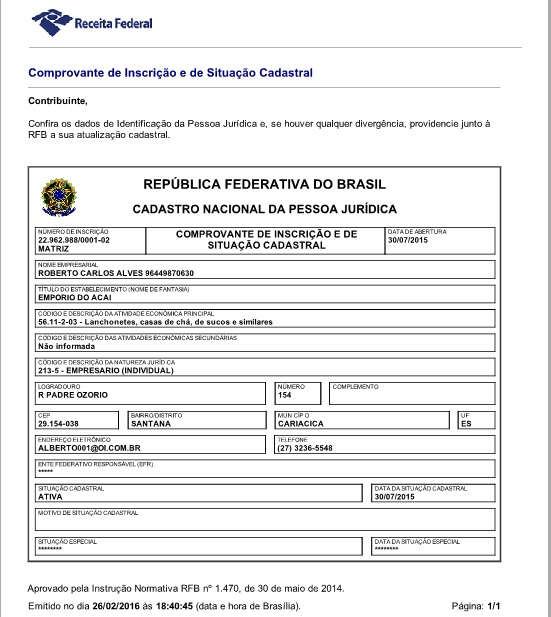 Receita Federal
Comprovante de Inscrição e de Situação Cadastral
Contribuinte,
Confira os dados de Identificação da Pessoa Jurídica e, se houver qualquer divergência, providencie junto à
RFB a sua atualização cadastral.
REPÚBLICA FEDERATIVA DO BRASIL
CADASTRO NACIONAL DA PESSOA JURÍDICA
NÚMERO DE INSCRIÇÃO
22.962.988/0001-02
MATRIZ
COMPROVANTE DE INSCRIÇÃO E DE
SITUAÇÃO CADASTRAL
DATA DE ABERTURA
30/07/2015
NOME EMPRESARIAL
ROBERTO CARLOS ALVES 96449870630
TÍTULO DO ESTABELECIMENTO (NOME DE FANTASIA)
EMPORIO DO ACAI
CÓDIGO E DESCRIÇÃO DA ATIVIDADE ECONÔMICA PRINCIPAL
56.11-2-03 - Lanchonetes, casas de chá, de sucos e similares
CÓDIGO E DESCRIÇÃO DAS ATIVIDADES ECONÔMICAS SECUNDÁRIAS
Não informada
CÓDIGO E DESCRIÇÃO DA NATUREZA JURÍDICA
213-5 - EMPRESARIO (INDIVIDUAL)
LOGRADOURO
R PADRE OZORIO
NÚMERO
154
COMPLEMENTO
CEP
29.154-038
BAIRRO/DISTRITO
SANTANA
MUNICÍPIO
CARIACICA
UF
ES
ENDEREÇO ELETRÔNICO
ALBERTO001@OI.COM.BR
TELEFONE
(27) 3236-5548
ENTE FEDERATIVO RESPONSÁVEL (EFR)
*****
SITUAÇÃO CADASTRAL
ATIVA
DATA DA SITUAÇÃO CADASTRAL
30/07/2015
MOTIVO DE SITUAÇÃO CADASTRAL
SITUAÇÃO ESPECIAL
********
DATA DA SITUAÇÃO ESPECIAL
********
Aprovado pela Instrução Normativa RFB nº 1.470, de 30 de maio de 2014.
Emitido no dia 26/02/2016 às 18:40:45 (data e hora de Brasília).
Página: 1/1